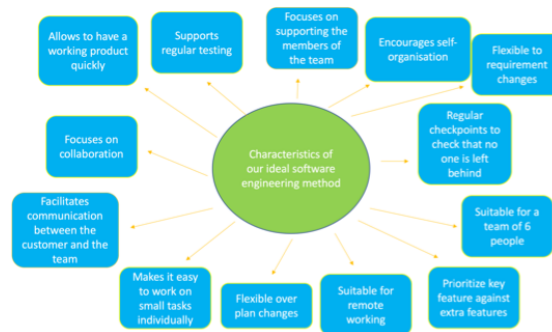 Allows to have a
working product
quickly
Supports
regular testing
Focuses on
supporting the
members of
the team
Encourages self-
organisation
Flexible to
requirement
changes
Focuses on
collaboration
Characteristics of
our ideal software
engineering method
Regular
checkpoints to
check that no
one is left
behind
Facilitates
communication
between the
customer and the
team
Suitable for a
team of 6
people
Makes it easy
to work on
small tasks
individually
Flexible over
plan changes
Suitable for
remote
working
Prioritize key
feature against
extra features